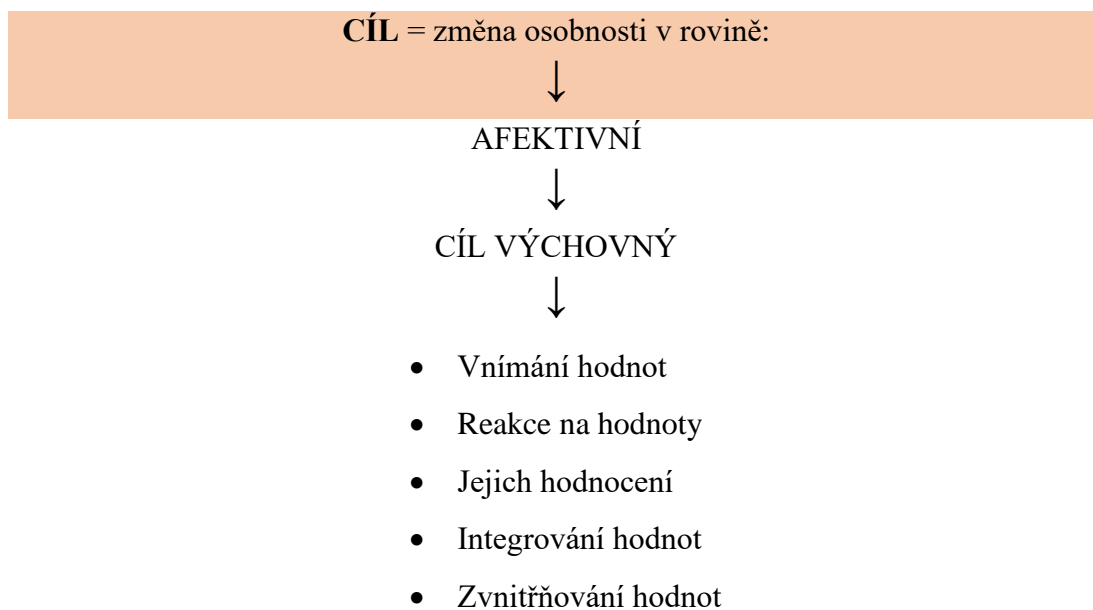 CÍL = změna osobnosti v rovině:
↓
AFEKTIVNÍ
↓
CÍL VÝCHOVNÝ
↓
• Vnímání hodnot
• Reakce na hodnoty
• Jejich hodnocení
• Integrování hodnot
• Zvnitřňování hodnot